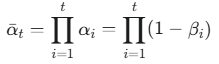 $\bar{\alpha}_t = \prod_{i=1}^{t} \alpha_i = \prod_{i=1}^{t} (1 - \beta_i)$